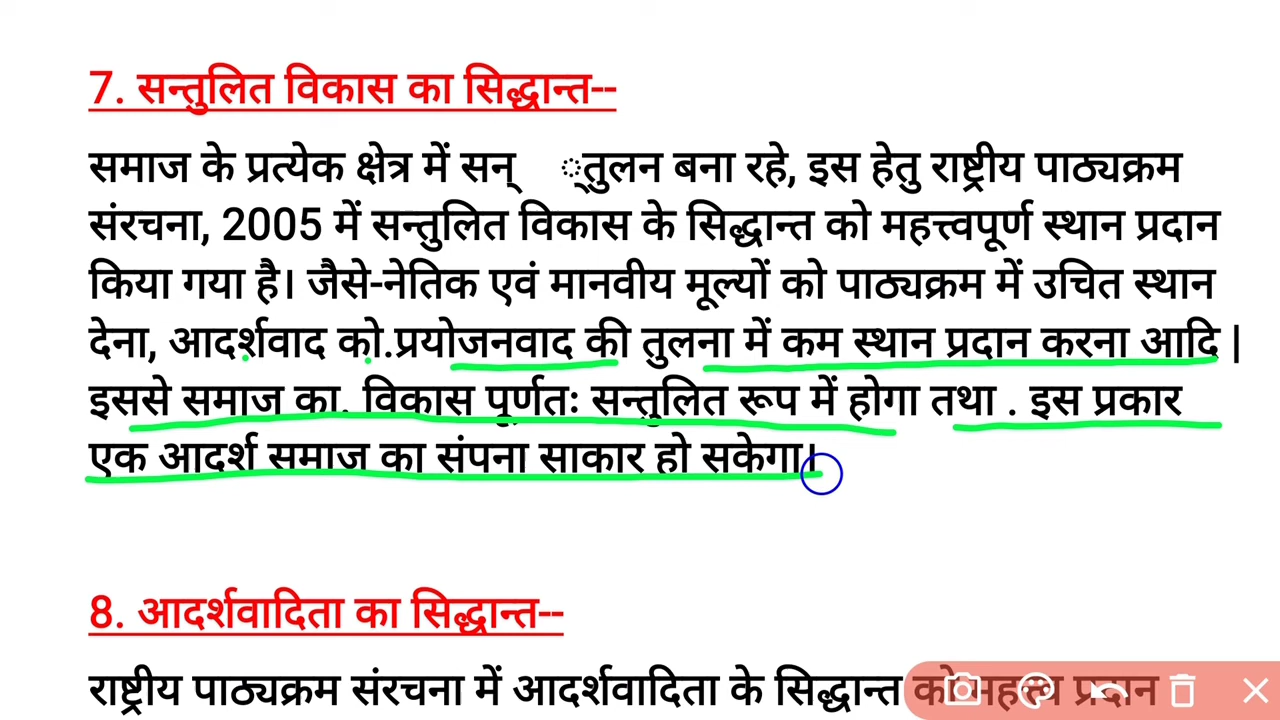 7. सन्तुलित विकास का सिद्धान्त--
समाज के प्रत्येक क्षेत्र में सन् ्तुलन बना रहे, इस हेतु राष्ट्रीय पाठ्यक्रम
संरचना, 2005 में सन्तुलित विकास के सिद्धान्त को महत्त्वपूर्ण स्थान प्रदान
किया गया है। जैसे-नेतिक एवं मानवीय मूल्यों को पाठ्यक्रम में उचित स्थान
देना, आदर्शवाद को.प्रयोजनवाद की तुलना में कम स्थान प्रदान करना आदि |
इससे समाज का. विकास पूर्णतः सन्तुलित रूप में होगा तथा . इस प्रकार
एक आदर्श समाज का संपना साकार हो सकेगा।
8. आदर्शवादिता का सिद्धान्त--
राष्ट्रीय पाठ्यक्रम संरचना में आदर्शवादिता के सिद्धान्त को महत्त्व प्रदान